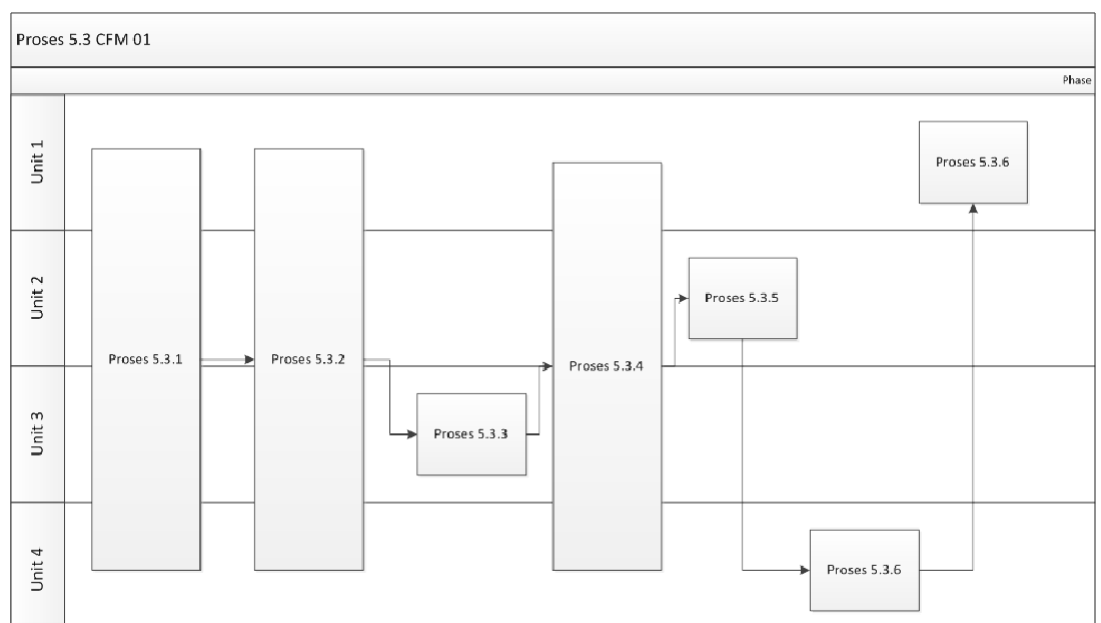 Proses 5.3 CFM 01
Phase
Unit 1
Proses 5.3.6
Unit 2
Proses 5.3.5
Proses 5.3.1
Proses 5.3.2
Proses 5.3.4
Unit 3
Proses 5.3.3
Unit 4
Proses 5.3.6